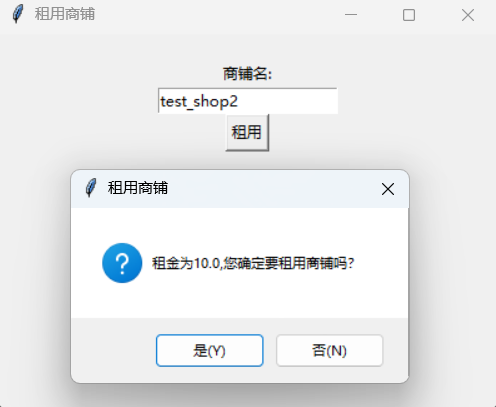 租用商铺
商铺名:
test_shop2
租用
租用商铺
租金为10.0,您确定要租用商铺吗?
是(Y)
否(N)